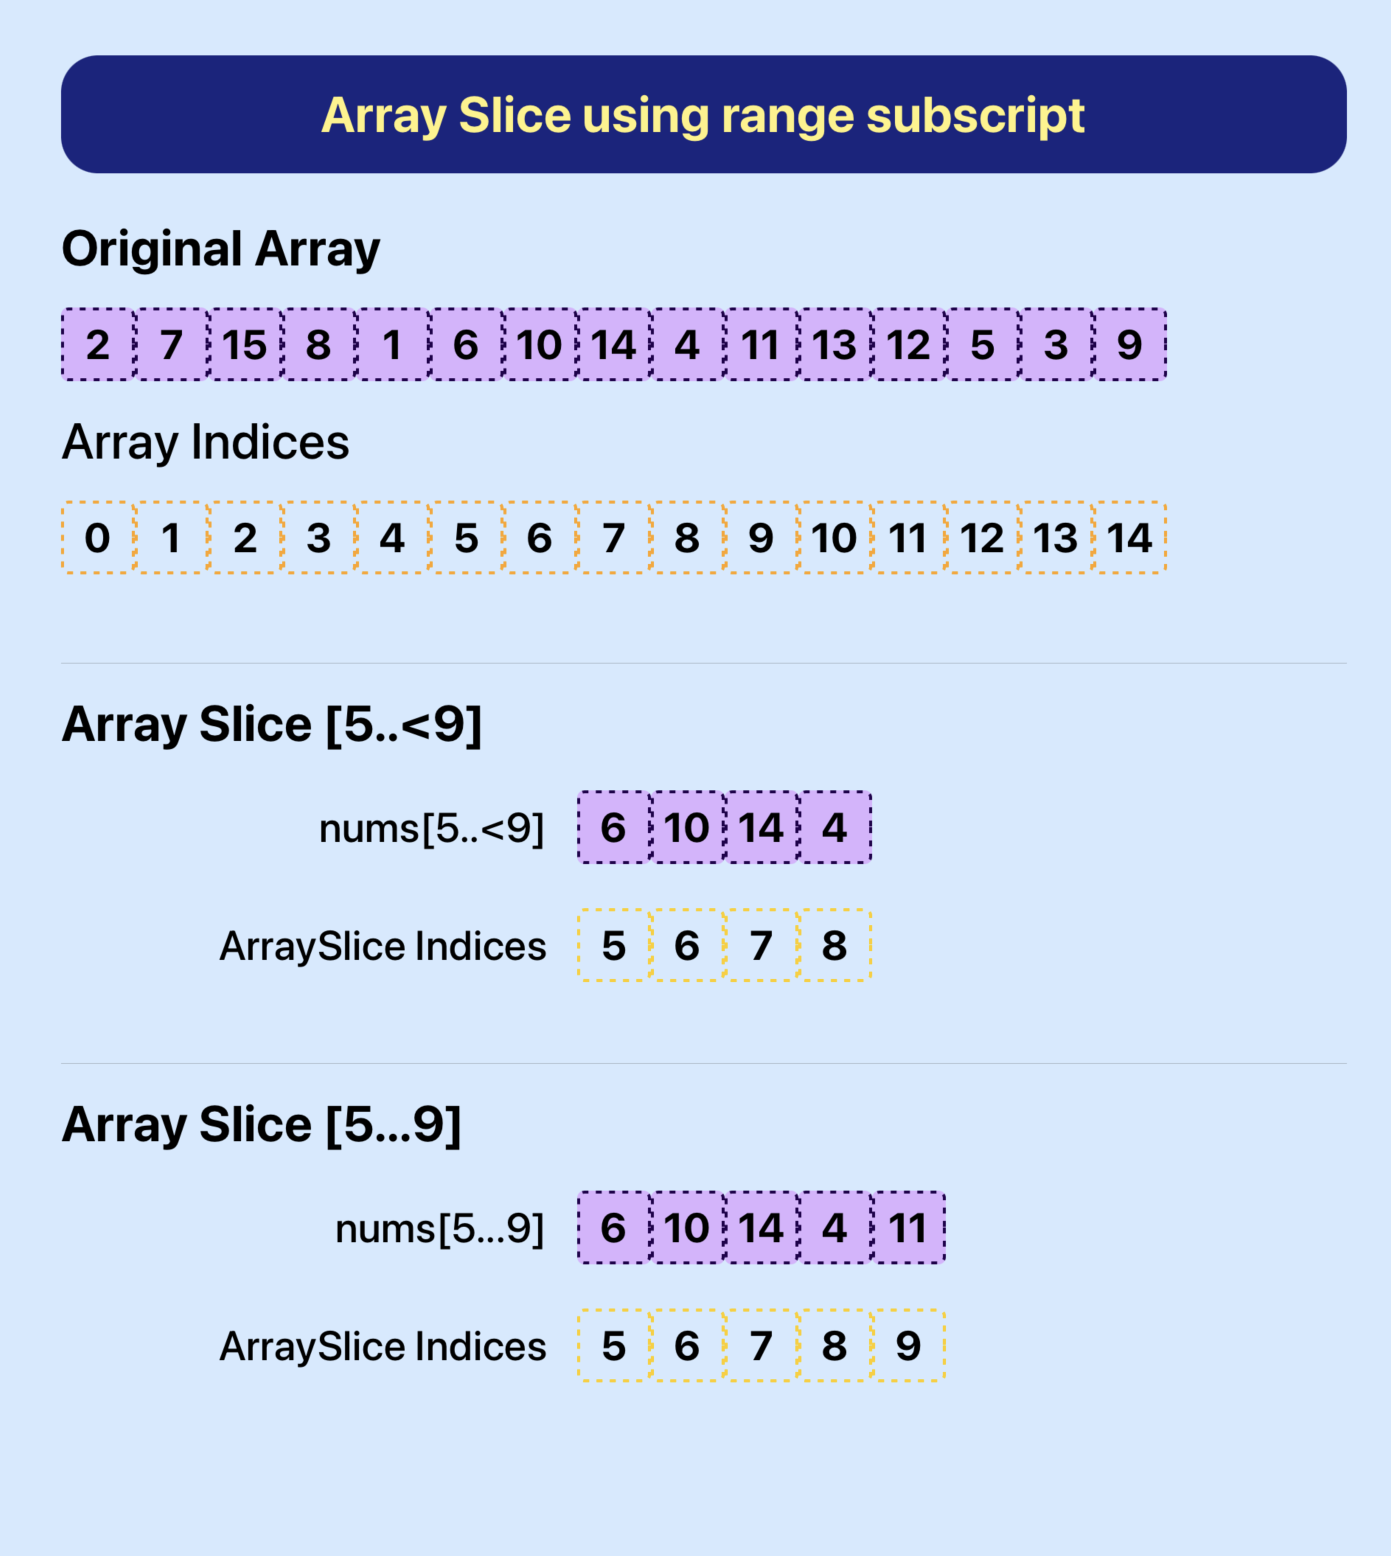 Array Slice using range subscript
Original Array
2 7 15 8 1 6 10 14 4 11 13 12 5 3 9
Array Indices
0 1 2 3 4 5 6 7 8 9 10 11 12 13 14
Array Slice [5..<9]
nums[5..<9] 6 10 14 4
ArraySlice Indices 5 6 7 8
Array Slice [5...9]
nums[5...9] 6 10 14 4 11
ArraySlice Indices 5 6 7 8 9